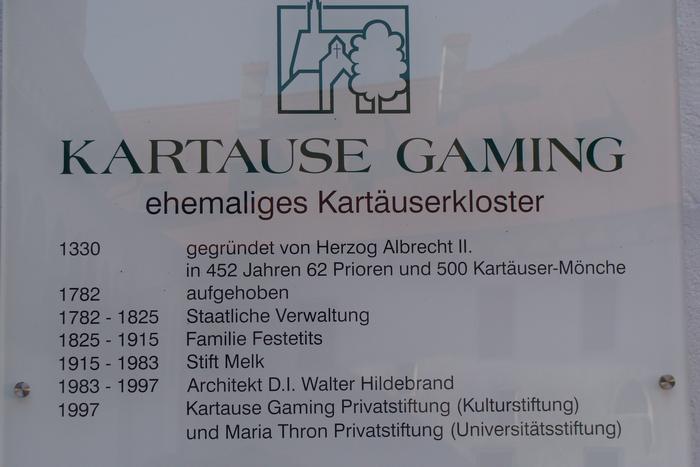 KARTAUSE GAMING
ehemaliges Kartäuserkloster
1330 gegründet von Herzog Albrecht II.
in 452 Jahren 62 Prioren und 500 Kartäuser-Mönche
1782 aufgehoben
1782 - 1825 Staatliche Verwaltung
1825 - 1915 Familie Festetits
1915 - 1983 Stift Melk
1983 - 1997 Architekt D.I. Walter Hildebrand
1997 Kartause Gaming Privatstiftung (Kulturstiftung)
und Maria Thron Privatstiftung (Universitätsstiftung)